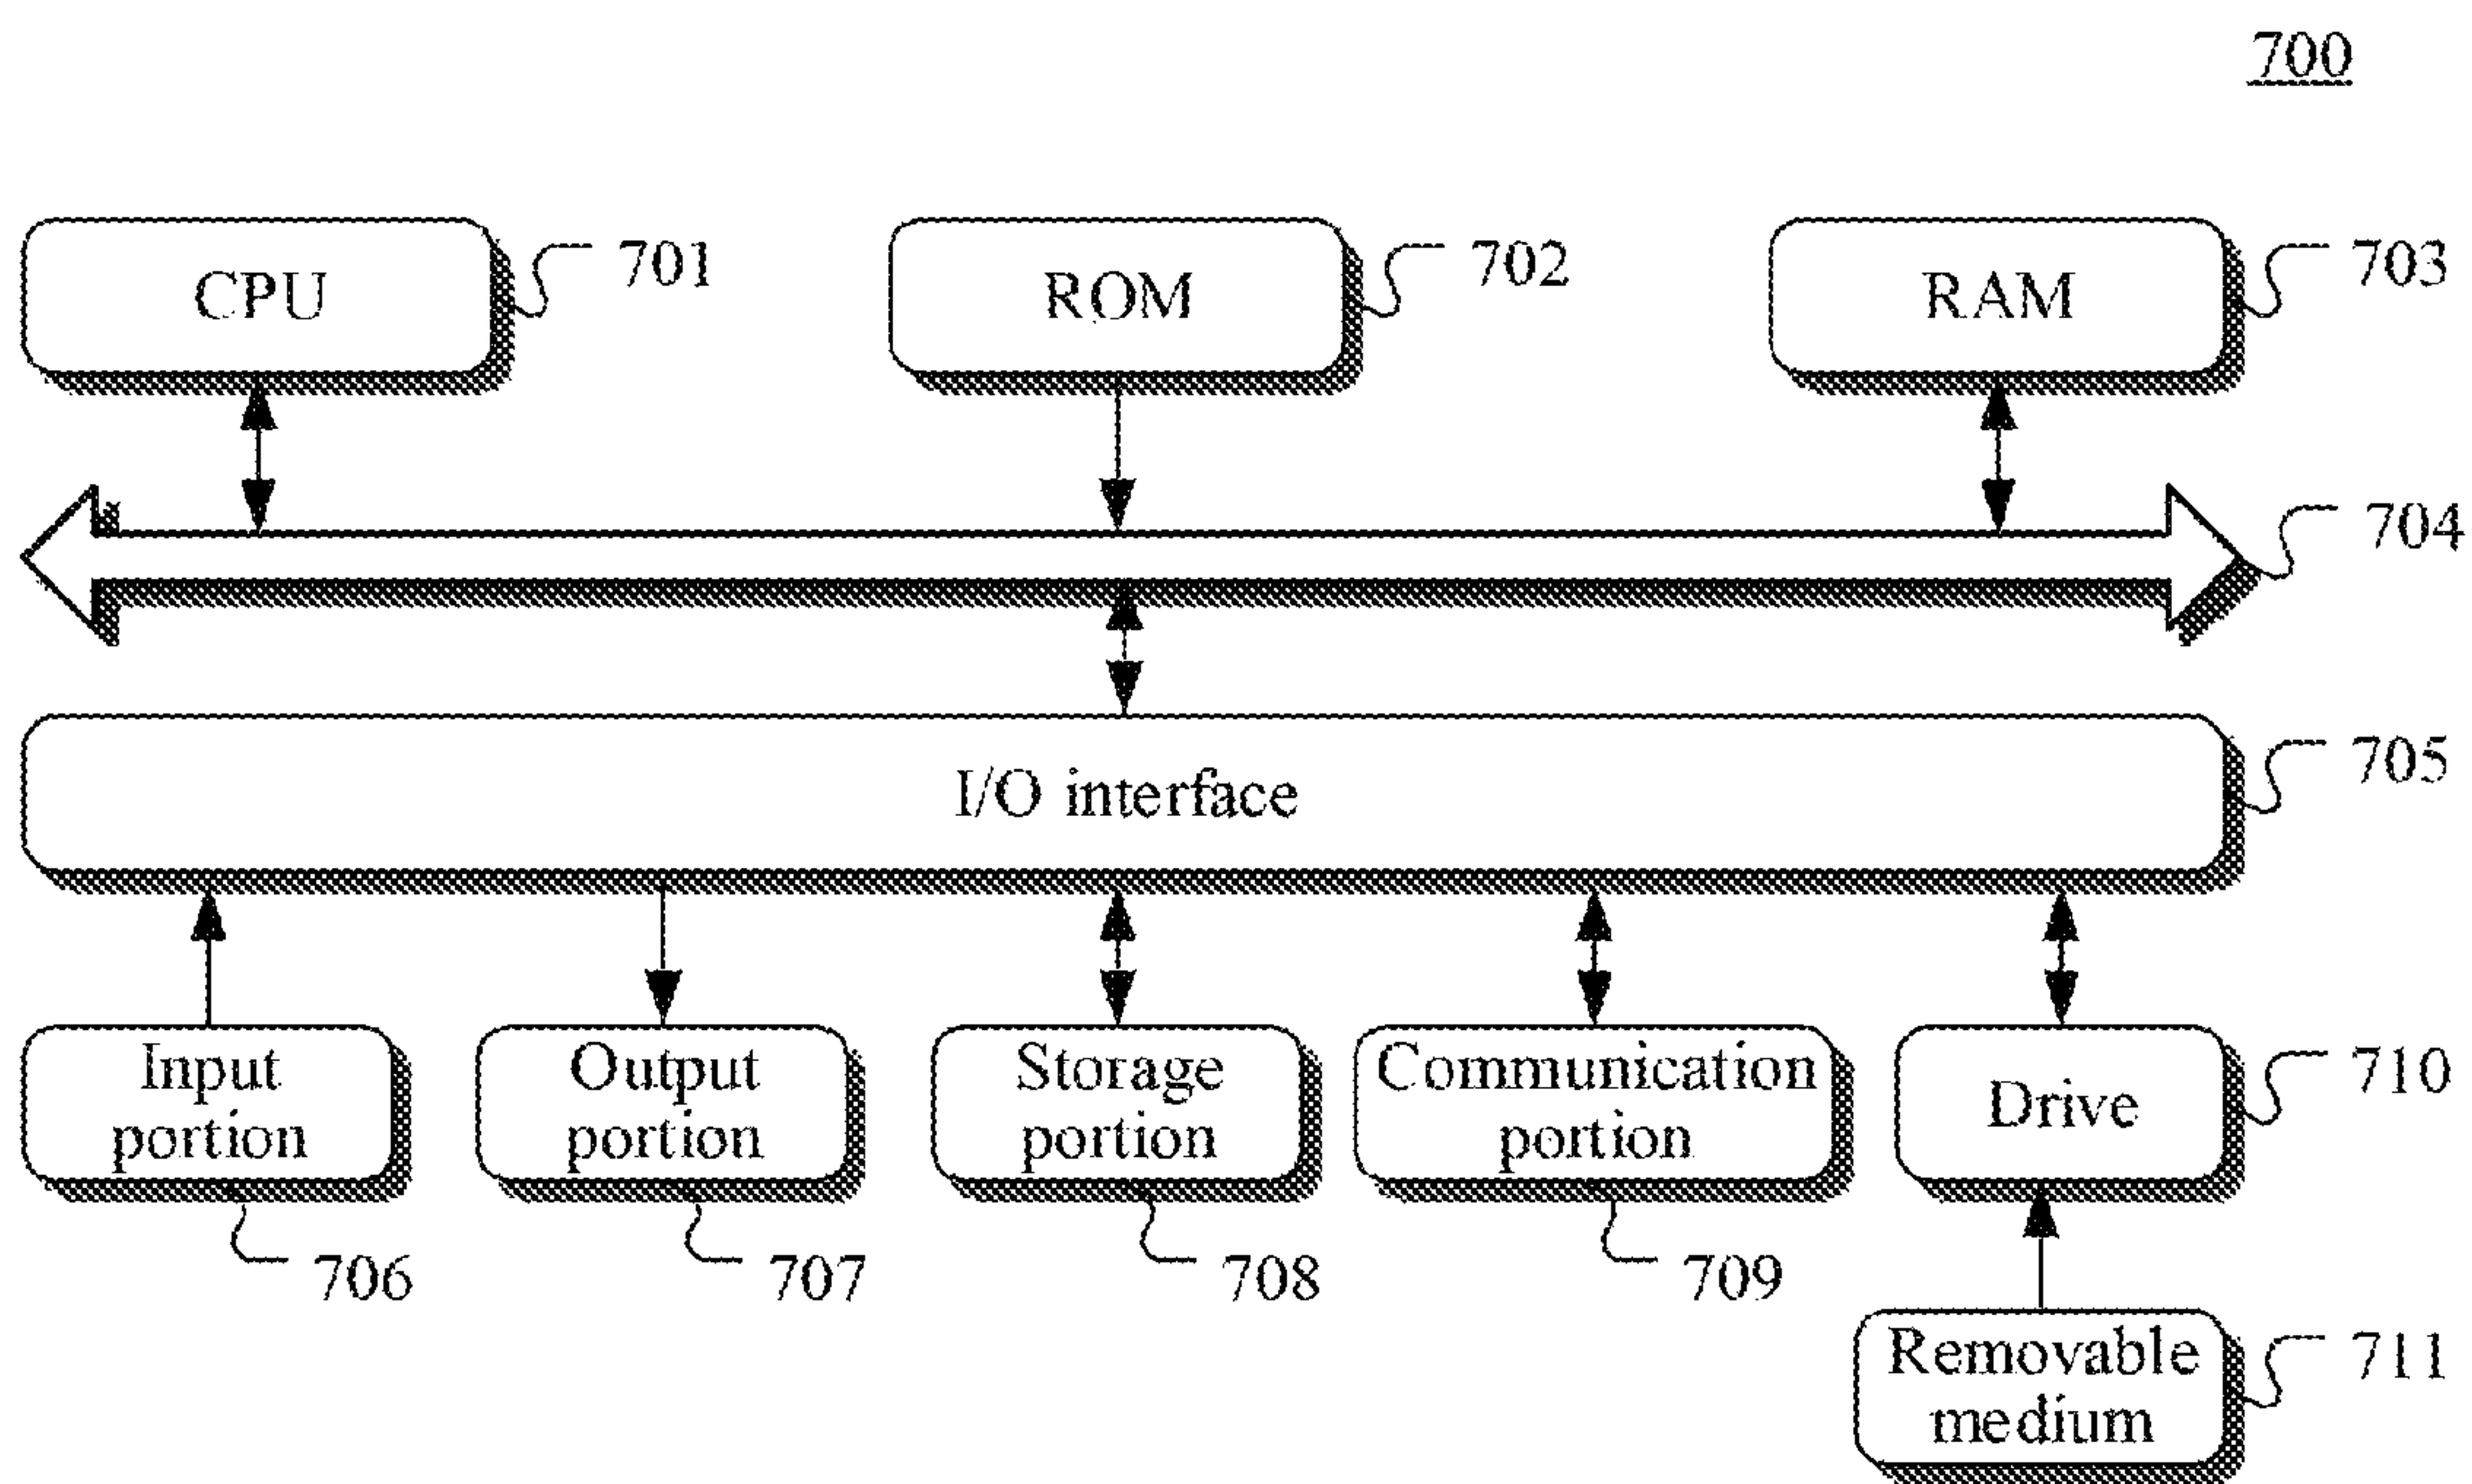 700
CPU 701 ROM 702 RAM 703
704
I/O interface 705
Input portion 706
Output portion 707
Storage portion 708
Communication portion 709
Drive 710
Removable medium 711